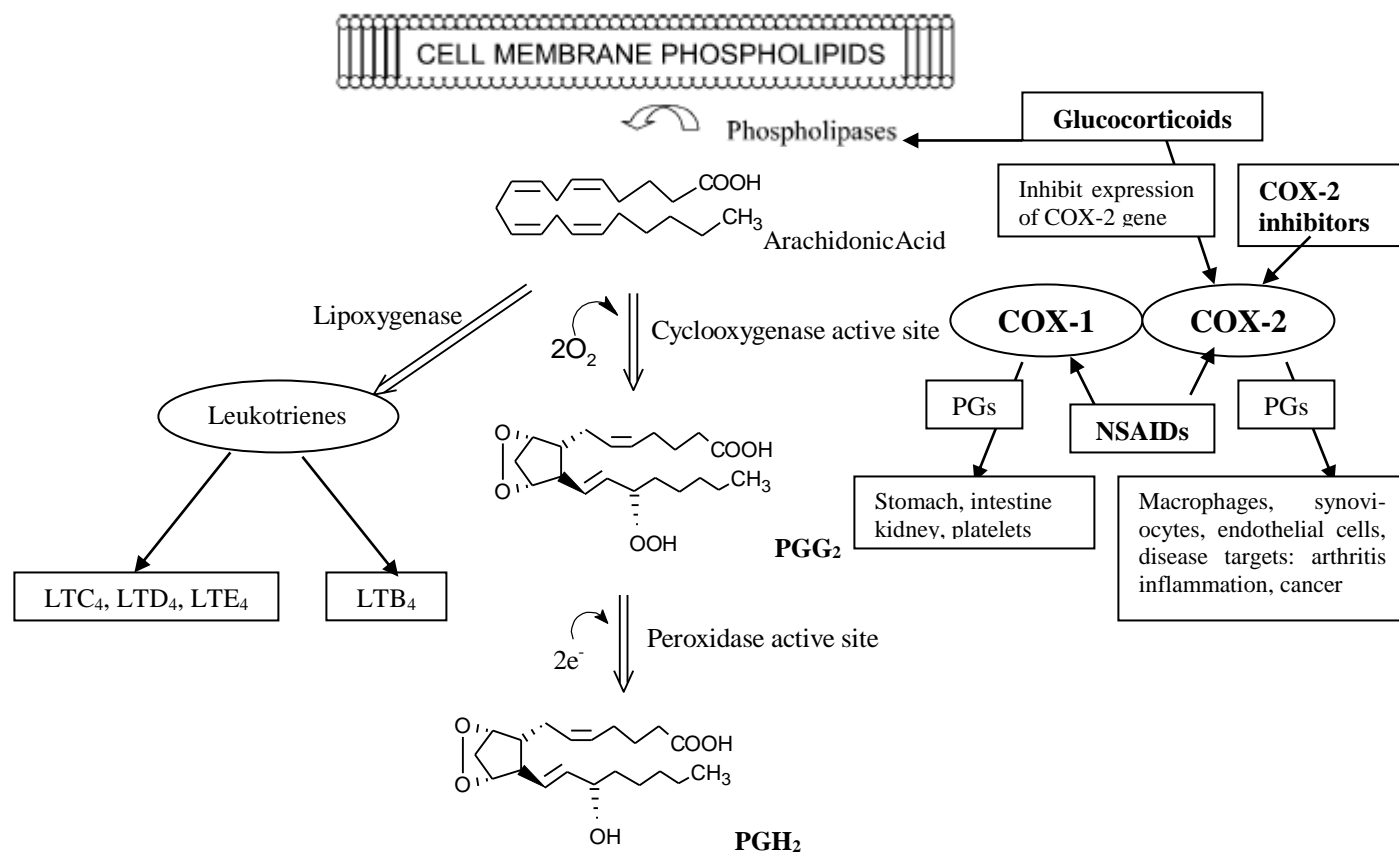 CELL MEMBRANE PHOSPHOLIPIDS
Phospholipases
Glucocorticoids
COOH
CH3
ArachidonicAcid
Inhibit expression
of COX-2 gene
COX-2
inhibitors
Lipoxygenase
2O2
Cyclooxygenase active site
COX-1
COX-2
Leukotrienes
PGs
NSAIDs
PGs
O
O
COOH
CH3
OOH
PGG2
Stomach, intestine
kidney, platelets
Macrophages, synovi-
ocytes, endothelial cells,
disease targets: arthritis
inflammation, cancer
LTC4, LTD4, LTE4
LTB4
2e-
Peroxidase active site
O
O
COOH
CH3
OH
PGH2